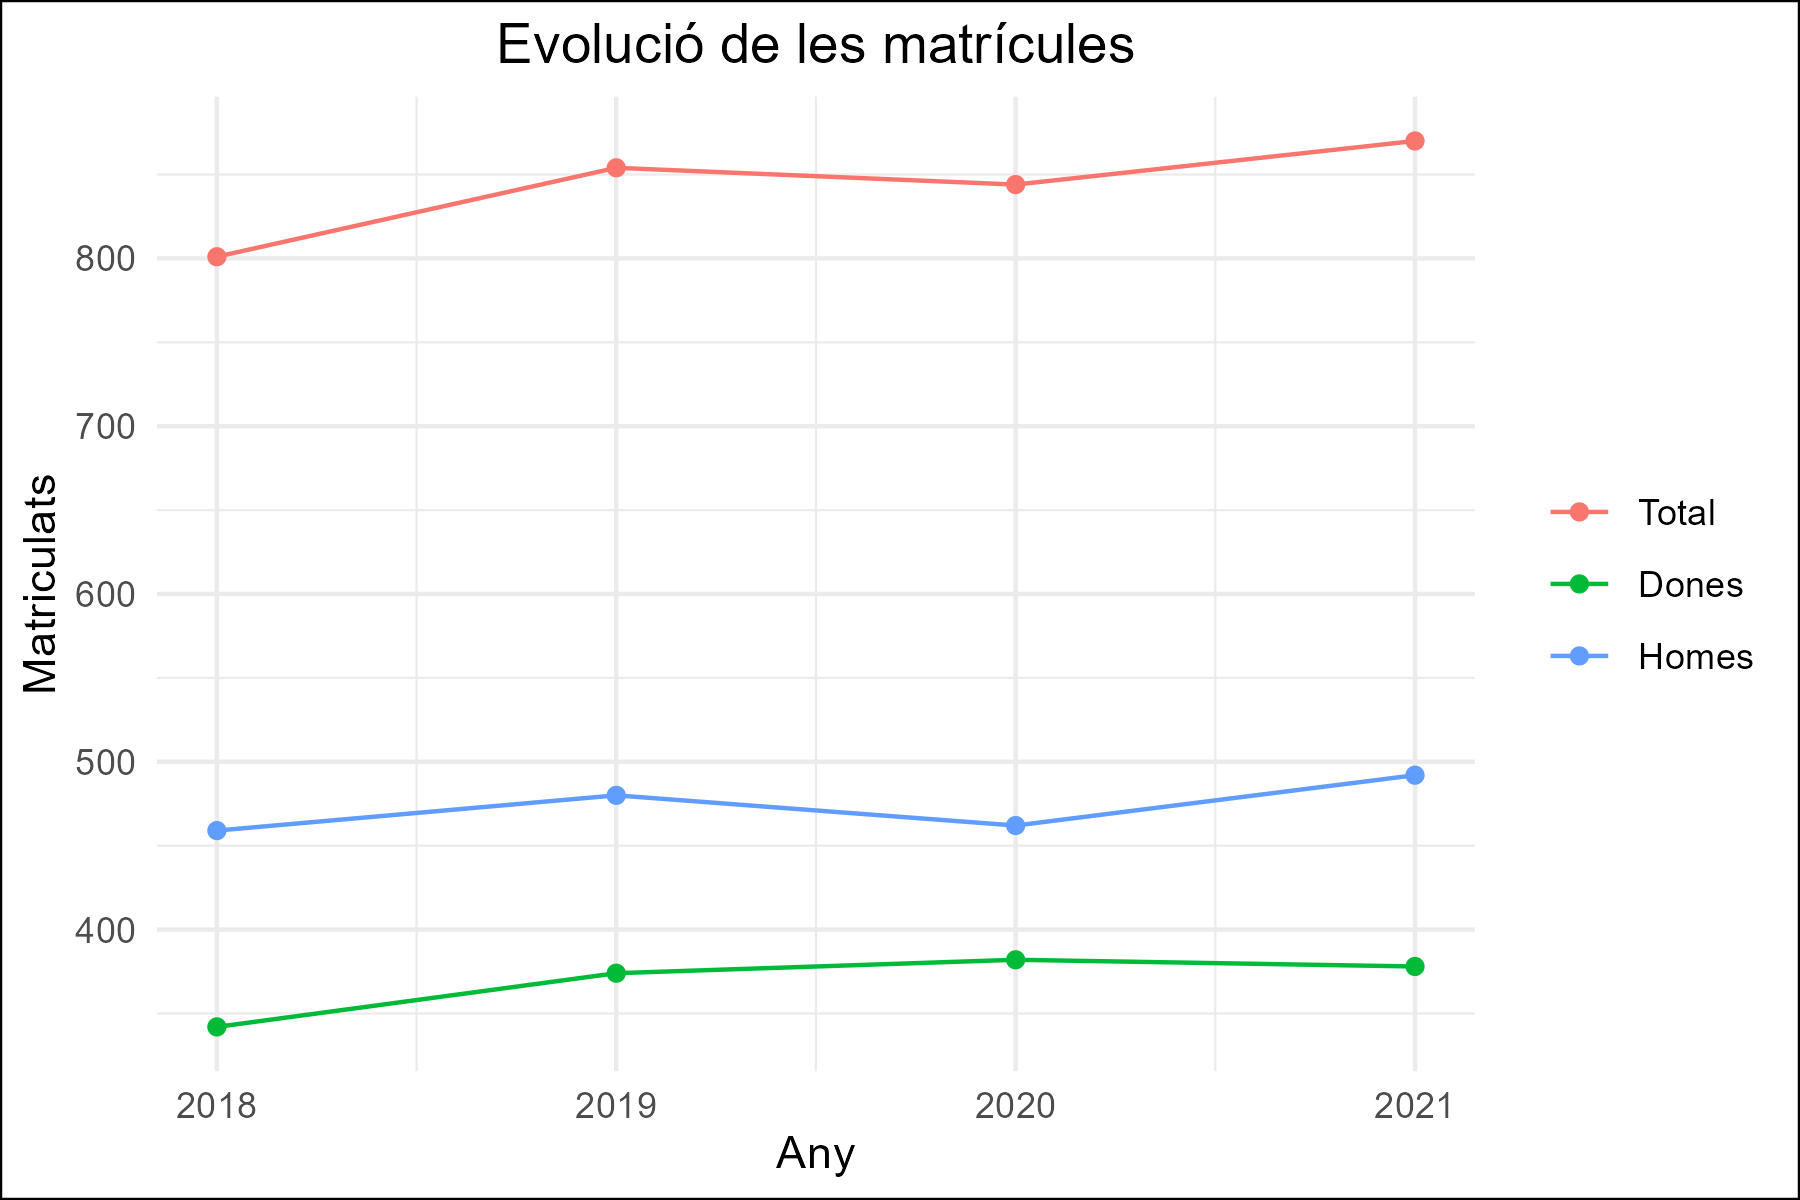 Evolució de les matrícules
Matriculats
800
700
600
500
400
2018
2019
2020
2021
Any
Total
Dones
Homes